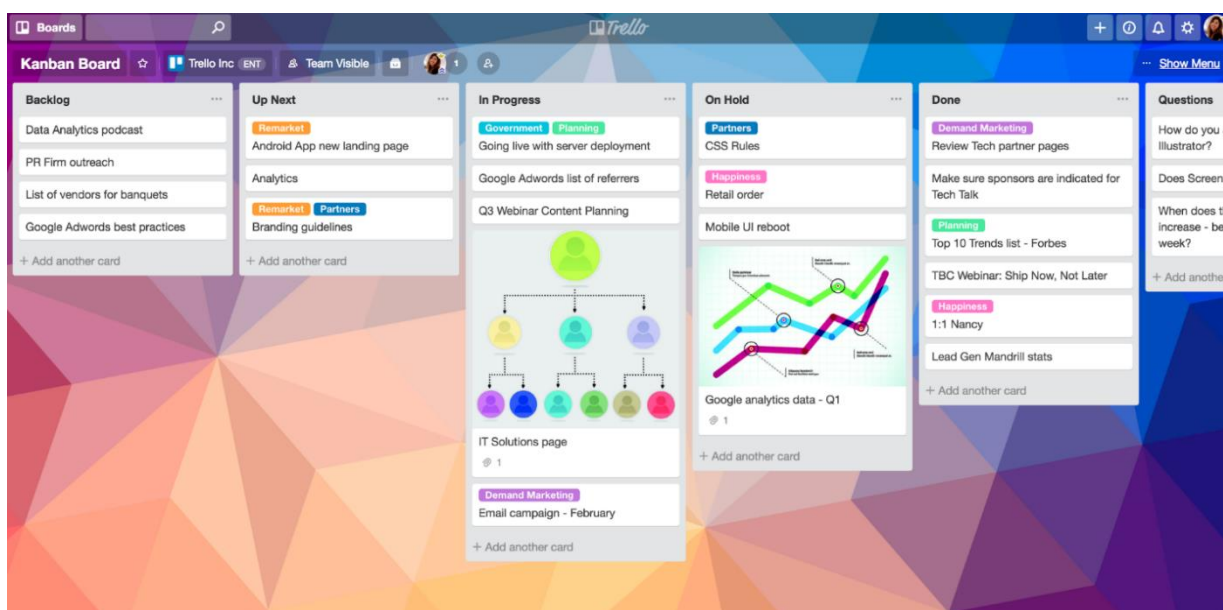 Boards
Trello
Kanban Board
Trello Inc ENT
Team Visible
1
Show Menu
Backlog
Data Analytics podcast
PR Firm outreach
List of vendors for banquets
Google Adwords best practices
+ Add another card
Up Next
Remarket
Android App new landing page
Analytics
Remarket Partners
Branding guidelines
+ Add another card
In Progress
Government Planning
Going live with server deployment
Google Adwords list of referrers
Q3 Webinar Content Planning
IT Solutions page
1
Demand Marketing
Email campaign - February
+ Add another card
On Hold
Partners
CSS Rules
Happiness
Retail order
Mobile UI reboot
Google analytics data - Q1
1
+ Add another card
Done
Demand Marketing
Review Tech partner pages
Make sure sponsors are indicated for
Tech Talk
Planning
Top 10 Trends list - Forbes
TBC Webinar: Ship Now, Not Later
Happiness
1:1 Nancy
Lead Gen Mandrill stats
+ Add another card
Questions
How do you
Illustrator?
Does Screen
When does
increase -
week?
+ Add